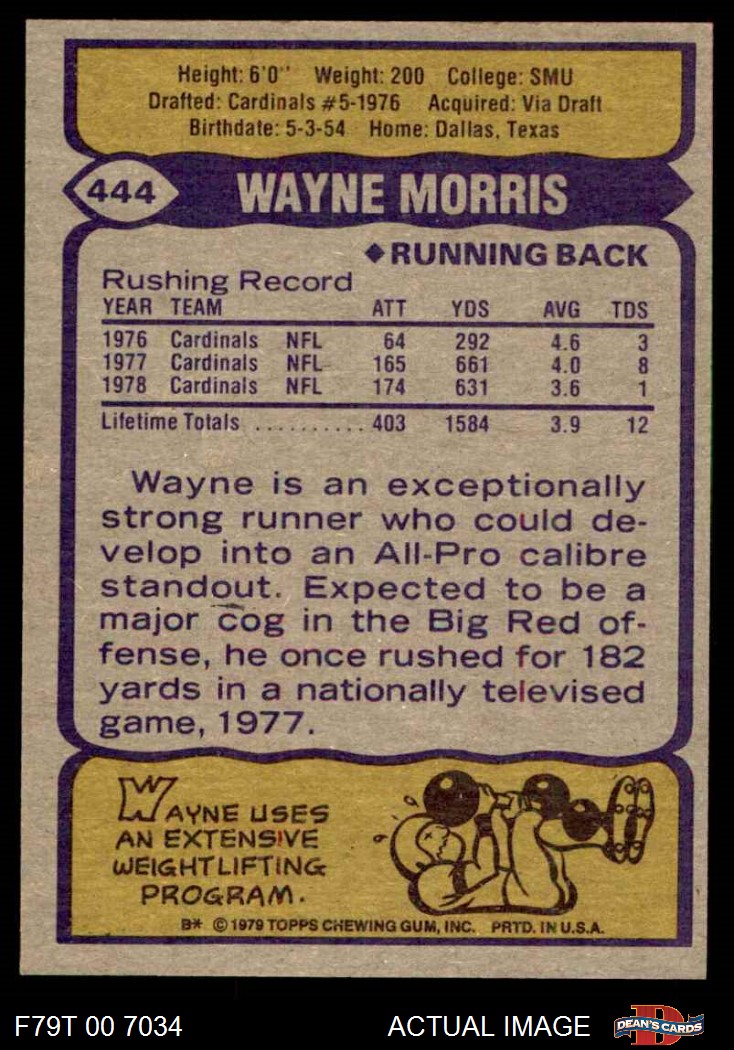 Height: 6'0" Weight: 200 College: SMU
Drafted: Cardinals #5-1976 Acquired: Via Draft
Birthdate: 5-3-54 Home: Dallas, Texas
444 WAYNE MORRIS
◆RUNNING BACK
Rushing Record
YEAR TEAM ATT YDS AVG TDS
1976 Cardinals NFL 64 292 4.6 3
1977 Cardinals NFL 165 661 4.0 8
1978 Cardinals NFL 174 631 3.6 1
Lifetime Totals .......... 403 1584 3.9 12
Wayne is an exceptionally
strong runner who could de-
velop into an All-Pro calibre
standout. Expected to be a
major cog in the Big Red of-
fense, he once rushed for 182
yards in a nationally televised
game, 1977.
WAYNE USES
AN EXTENSIVE
WEIGHTLIFTING
PROGRAM.
B* © 1979 TOPPS CHEWING GUM, INC. PRTD. IN U.S.A.
F79T 00 7034 ACTUAL IMAGE D DEAN'S CARDS